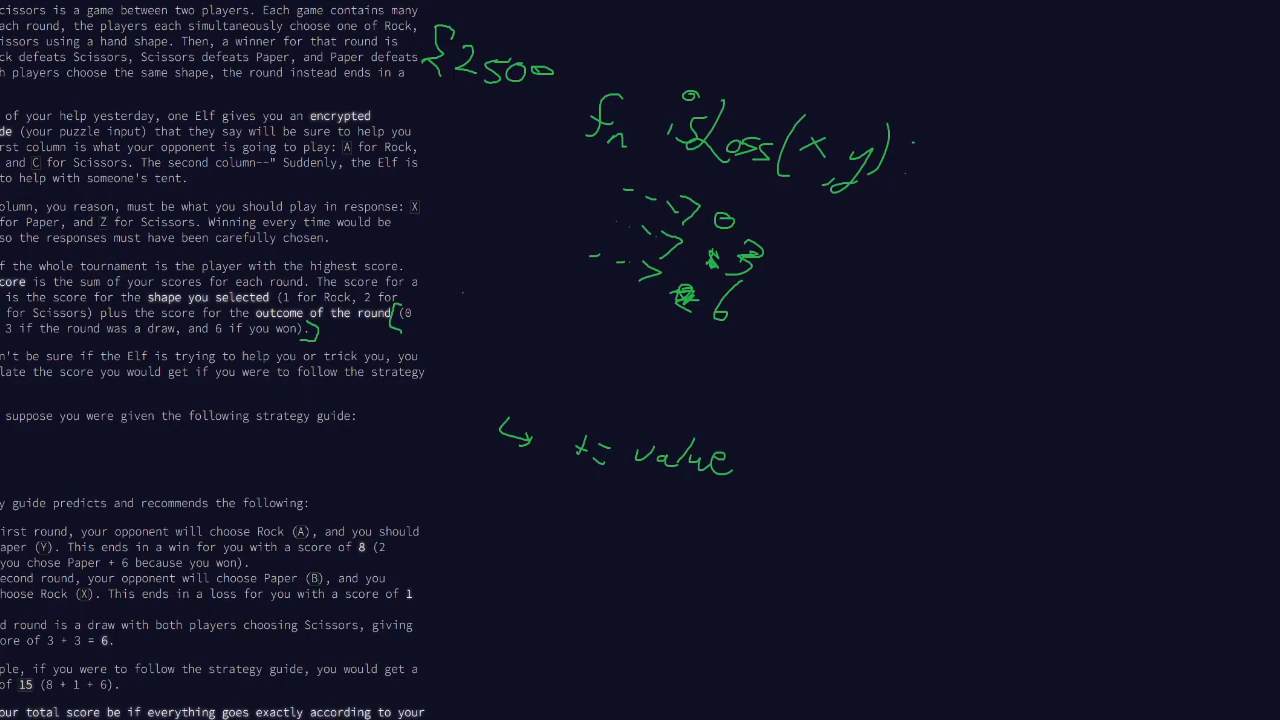 cissors is a game between two players. Each game contains many
ach round, the players each simultaneously choose one of Rock,
issors using a hand shape. Then, a winner for that round is
ck defeats Scissors, Scissors defeats Paper, and Paper defeats
h players choose the same shape, the round instead ends in a
of your help yesterday, one Elf gives you an encrypted
de (your puzzle input) that they say will be sure to help you
irst column is what your opponent is going to play: A for Rock,
and C for Scissors. The second column--" Suddenly, the Elf is
to help with someone's tent.
olumn, you reason, must be what you should play in response: X
for Paper, and Z for Scissors. Winning every time would be
so the responses must have been carefully chosen.
f the whole tournament is the player with the highest score.
core is the sum of your scores for each round. The score for a
is the score for the shape you selected (1 for Rock, 2 for
for Scissors) plus the score for the outcome of the round (0
3 if the round was a draw, and 6 if you won).
n't be sure if the Elf is trying to help you or trick you, you
late the score you would get if you were to follow the strategy
suppose you were given the following strategy guide:
y guide predicts and recommends the following:
first round, your opponent will choose Rock (A), and you should
aper (Y). This ends in a win for you with a score of 8 (2
you chose Paper + 6 because you won).
econd round, your opponent will choose Paper (B), and you
hoose Rock (X). This ends in a loss for you with a score of 1
d round is a draw with both players choosing Scissors, giving
ore of 3 + 3 = 6.
ple, if you were to follow the strategy guide, you would get a
of 15 (8 + 1 + 6).
our total score be if everything goes exactly according to your
{2500
fn isLoss(x,y):
---> 0
--> 3
---> 6
↳ += value